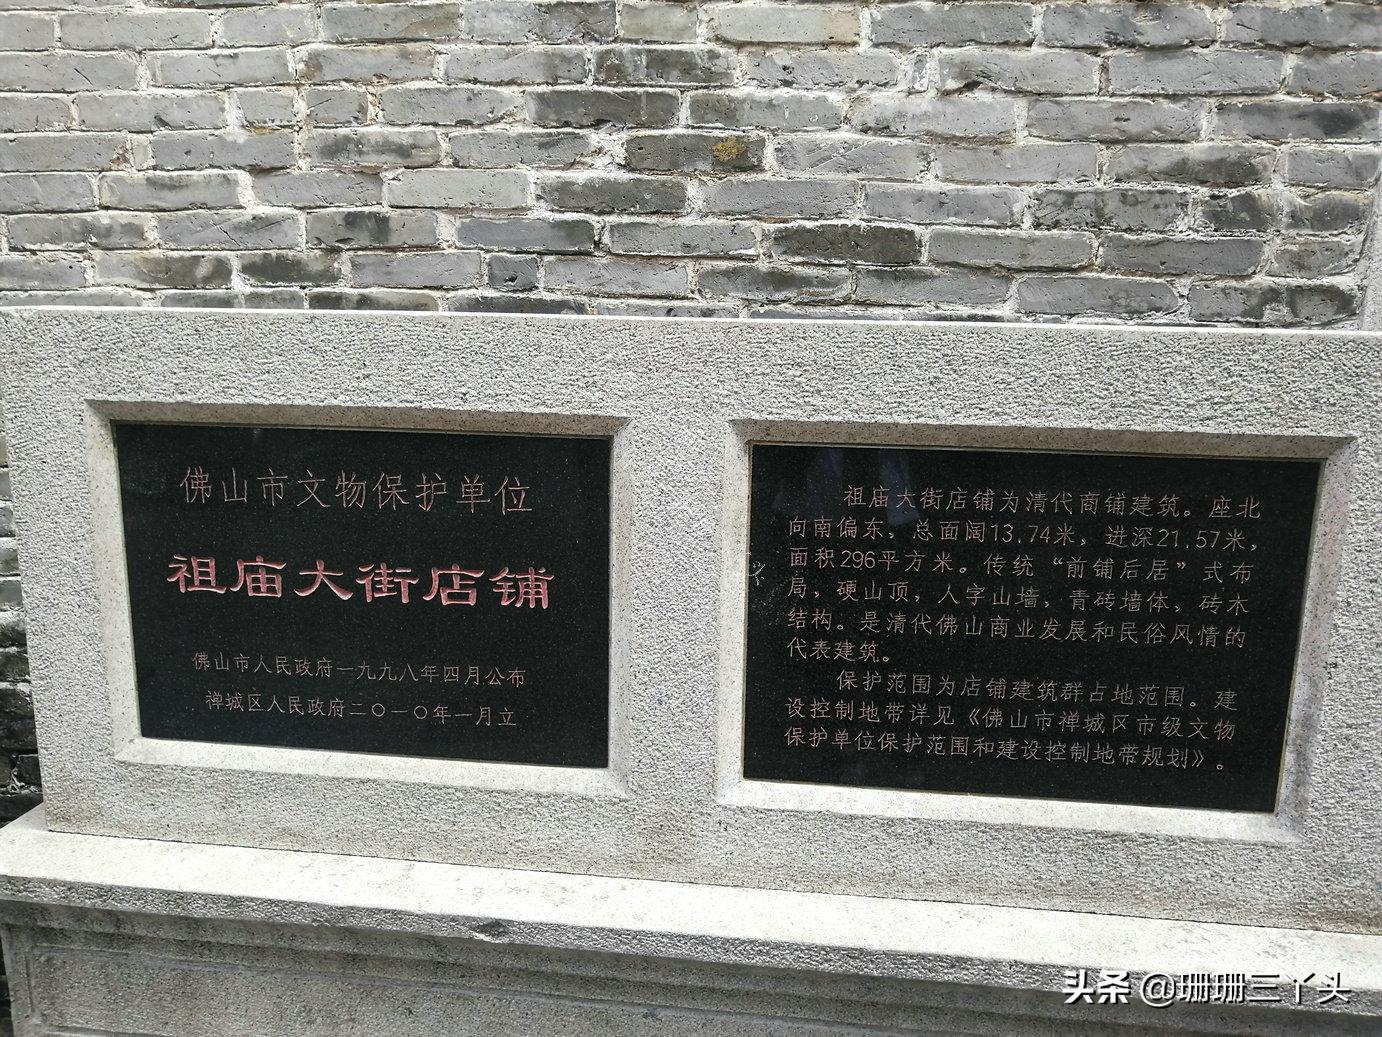 佛山市文物保护单位
祖庙大街店铺
佛山市人民政府一九九八年四月公布
禅城区人民政府二〇一〇年一月立
祖庙大街店铺为清代商铺建筑。座北
向南偏东，总面阔13.74米，进深21.57米，
面积296平方米。传统“前铺后居”式布
局，硬山顶，人字山墙，青砖墙体，砖木
结构。是清代佛山商业发展和民俗风情的
代表建筑。
保护范围为店铺建筑群占地范围。建
设控制地带详见《佛山市禅城区市级文物
保护单位保护范围和建设控制地带规划》。
头条 @珊珊三丫头